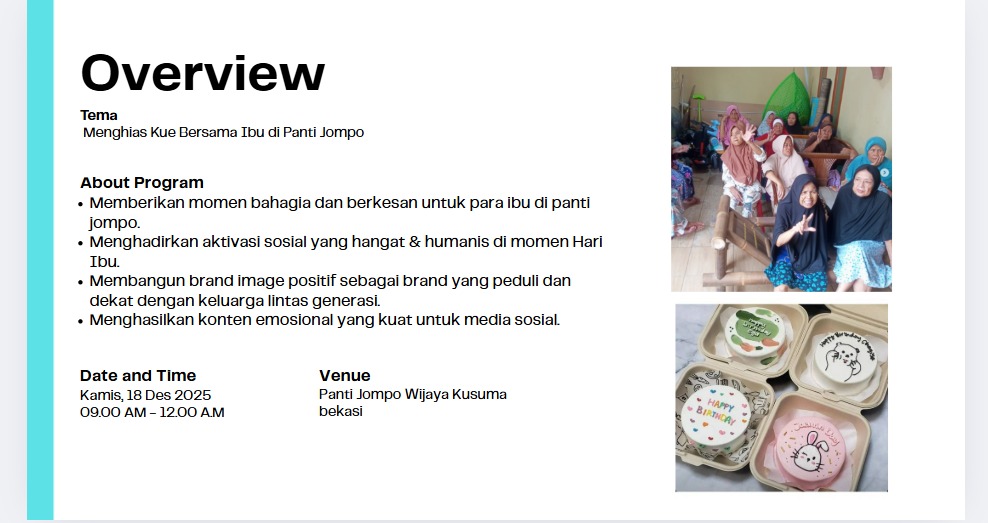 Overview
Tema
Menghias Kue Bersama Ibu di Panti Jompo
About Program
• Memberikan momen bahagia dan berkesan untuk para ibu di panti
jompo.
• Menghadirkan aktivasi sosial yang hangat & humanis di momen Hari
Ibu.
• Membangun brand image positif sebagai brand yang peduli dan
dekat dengan keluarga lintas generasi.
• Menghasilkan konten emosional yang kuat untuk media sosial.
Date and Time
Kamis, 18 Des 2025
09.00 AM – 12.00 A.M
Venue
Panti Jompo Wijaya Kusuma
bekasi
HAPPY
BIRTHDAY